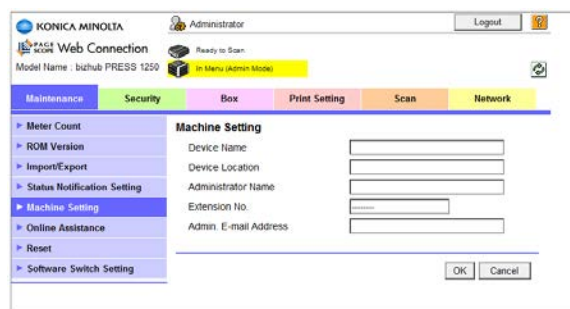 KONICA MINOLTA
Administrator
Logout
?
PAGE SCOPE Web Connection
Ready to Scan
Model Name : bizhub PRESS 1250
In Menu (Admin Mode)
Maintenance Security Box Print Setting Scan Network
Meter Count
ROM Version
Import/Export
Status Notification Setting
Machine Setting
Online Assistance
Reset
Software Switch Setting
Machine Setting
Device Name
Device Location
Administrator Name
Extension No.
Admin. E-mail Address
OK Cancel